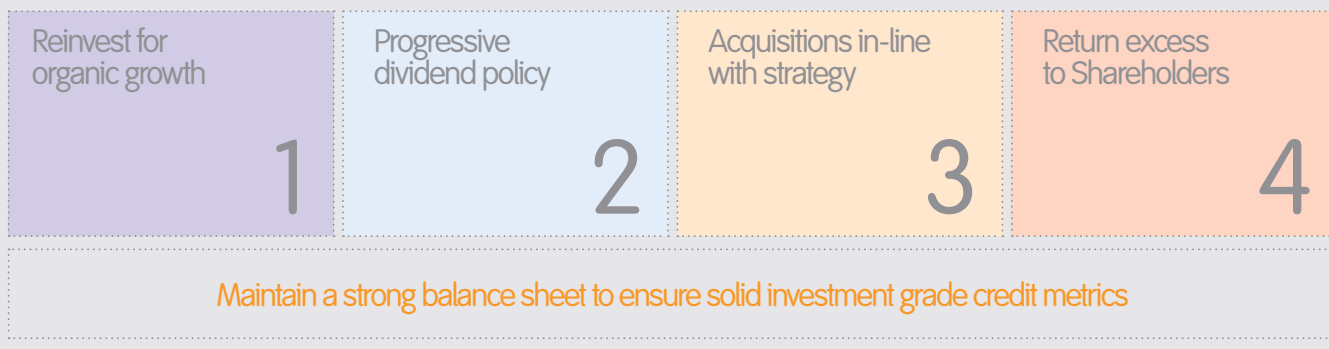 Reinvest for
organic growth
1
Progressive
dividend policy
2
Acquisitions in-line
with strategy
3
Return excess
to Shareholders
4
Maintain a strong balance sheet to ensure solid investment grade credit metrics